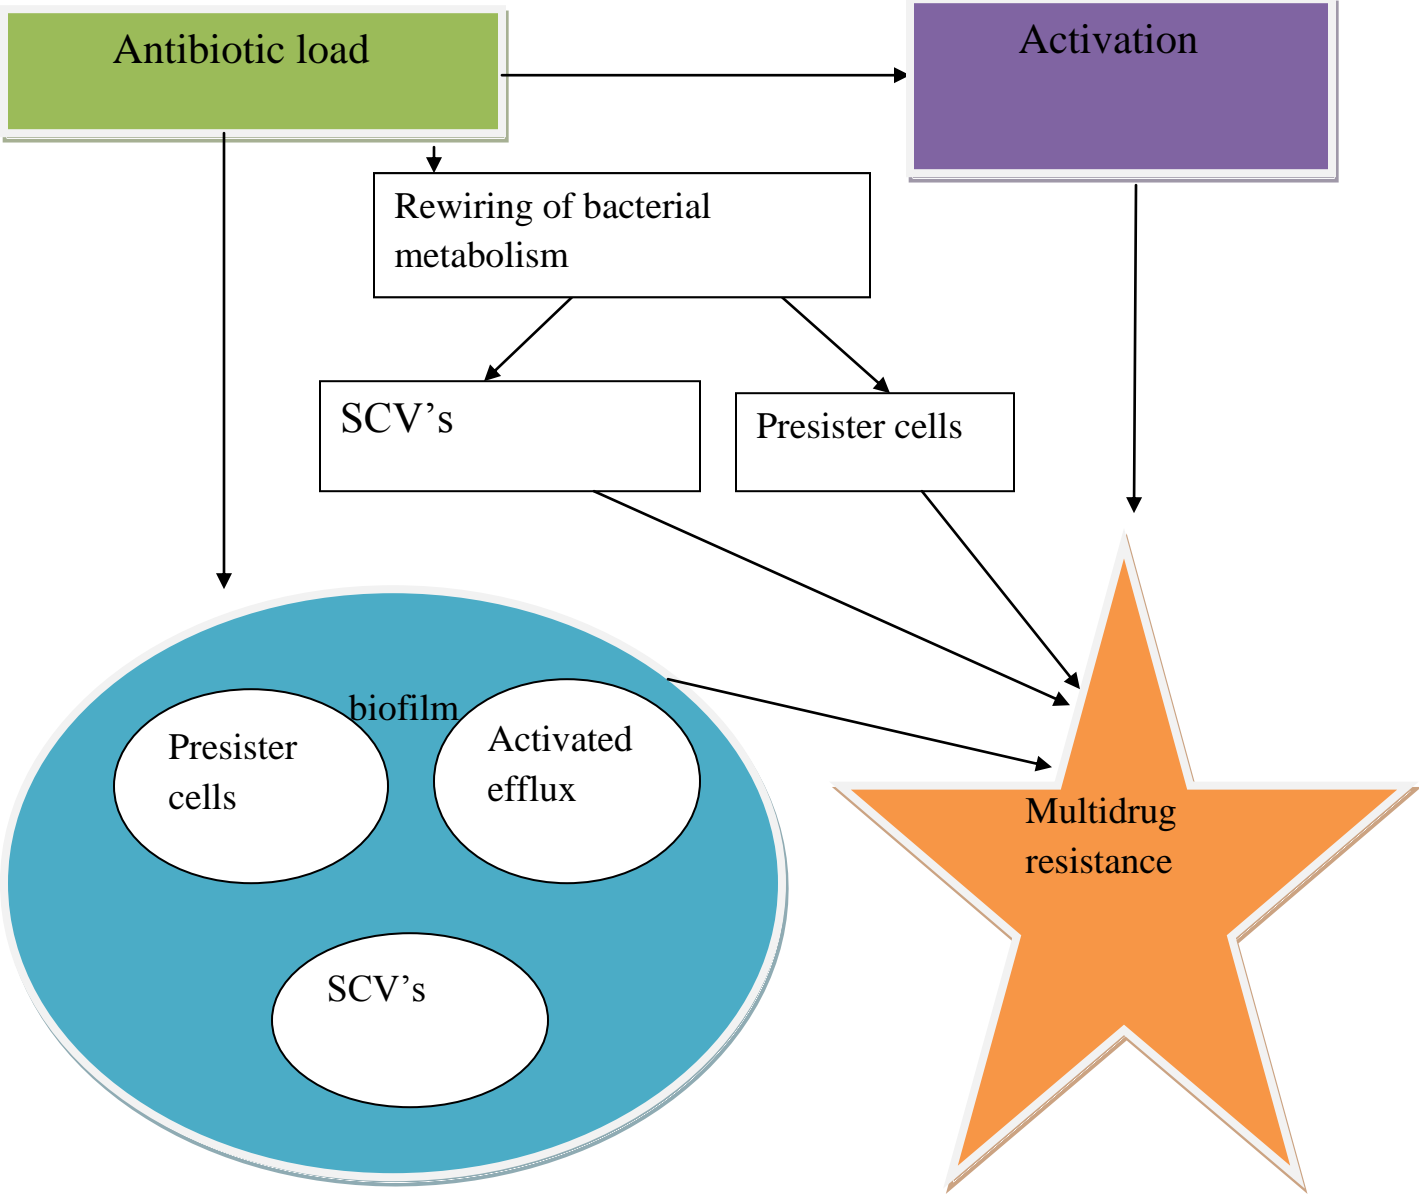 Antibiotic load
Activation
Rewiring of bacterial
metabolism
SCV’s
Presister cells
biofilm
Presister
cells
Activated
efflux
SCV’s
Multidrug
resistance